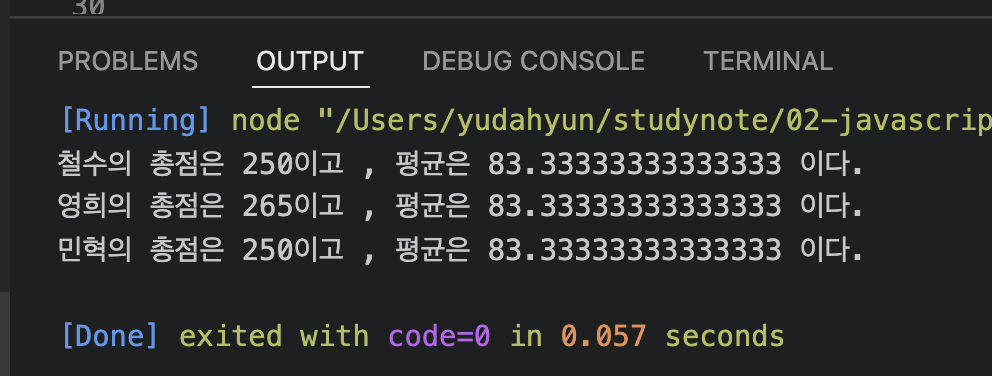 30
PROBLEMS OUTPUT DEBUG CONSOLE TERMINAL
[Running] node "/Users/yudahyun/studynote/02-javascrip
철수의 총점은 250이고 , 평균은 83.33333333333333 이다.
영희의 총점은 265이고 , 평균은 83.33333333333333 이다.
민혁의 총점은 250이고 , 평균은 83.33333333333333 이다.
[Done] exited with code=0 in 0.057 seconds